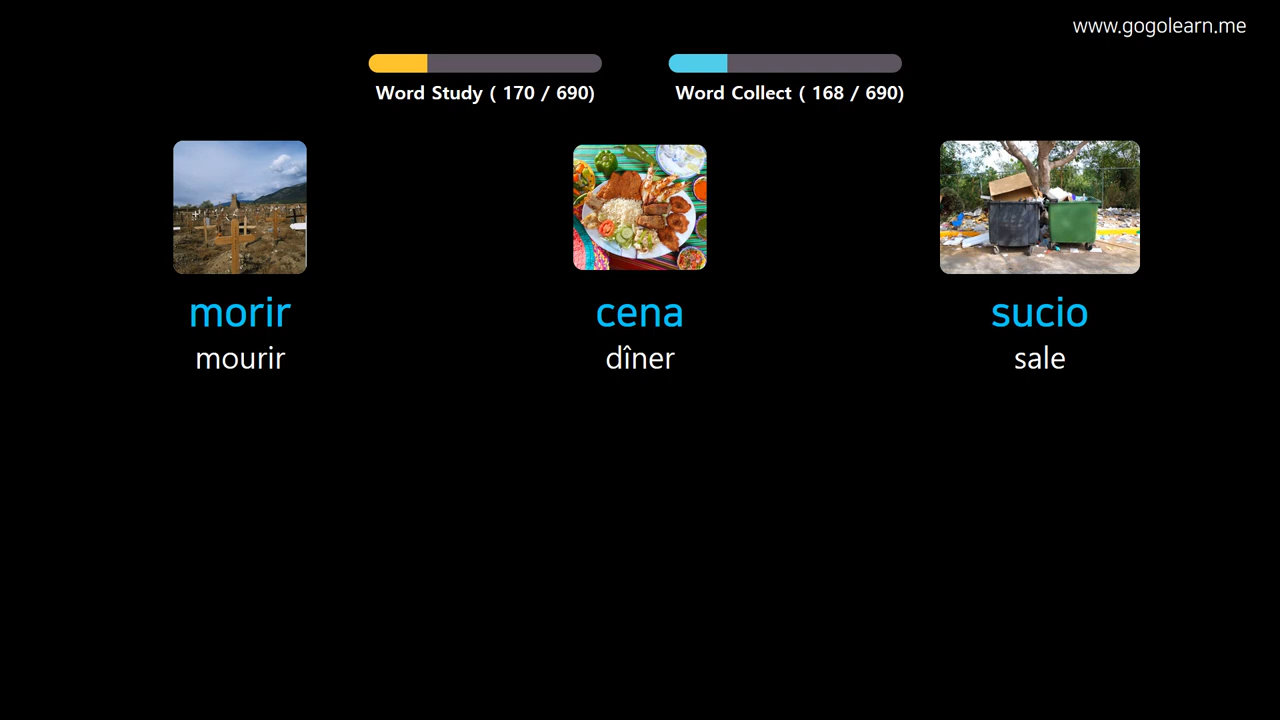 www.gogolearn.me
Word Study ( 170 / 690)
Word Collect ( 168 / 690)
morir
mourir
cena
dîner
sucio
sale